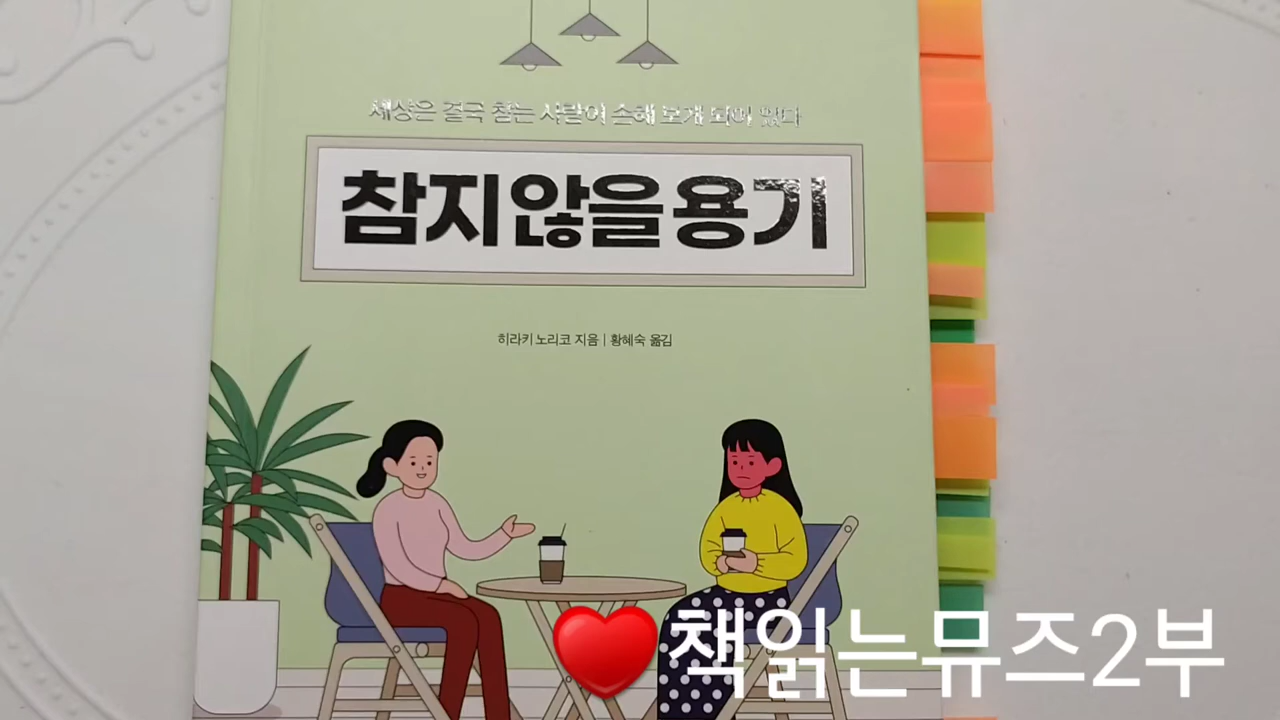 세상은 결국 참는 사람이 손해 보게 되어 있다
참지 않을 용기
히라키 노리코 지음 | 황혜숙 옮김
❤️책읽는뮤즈2부